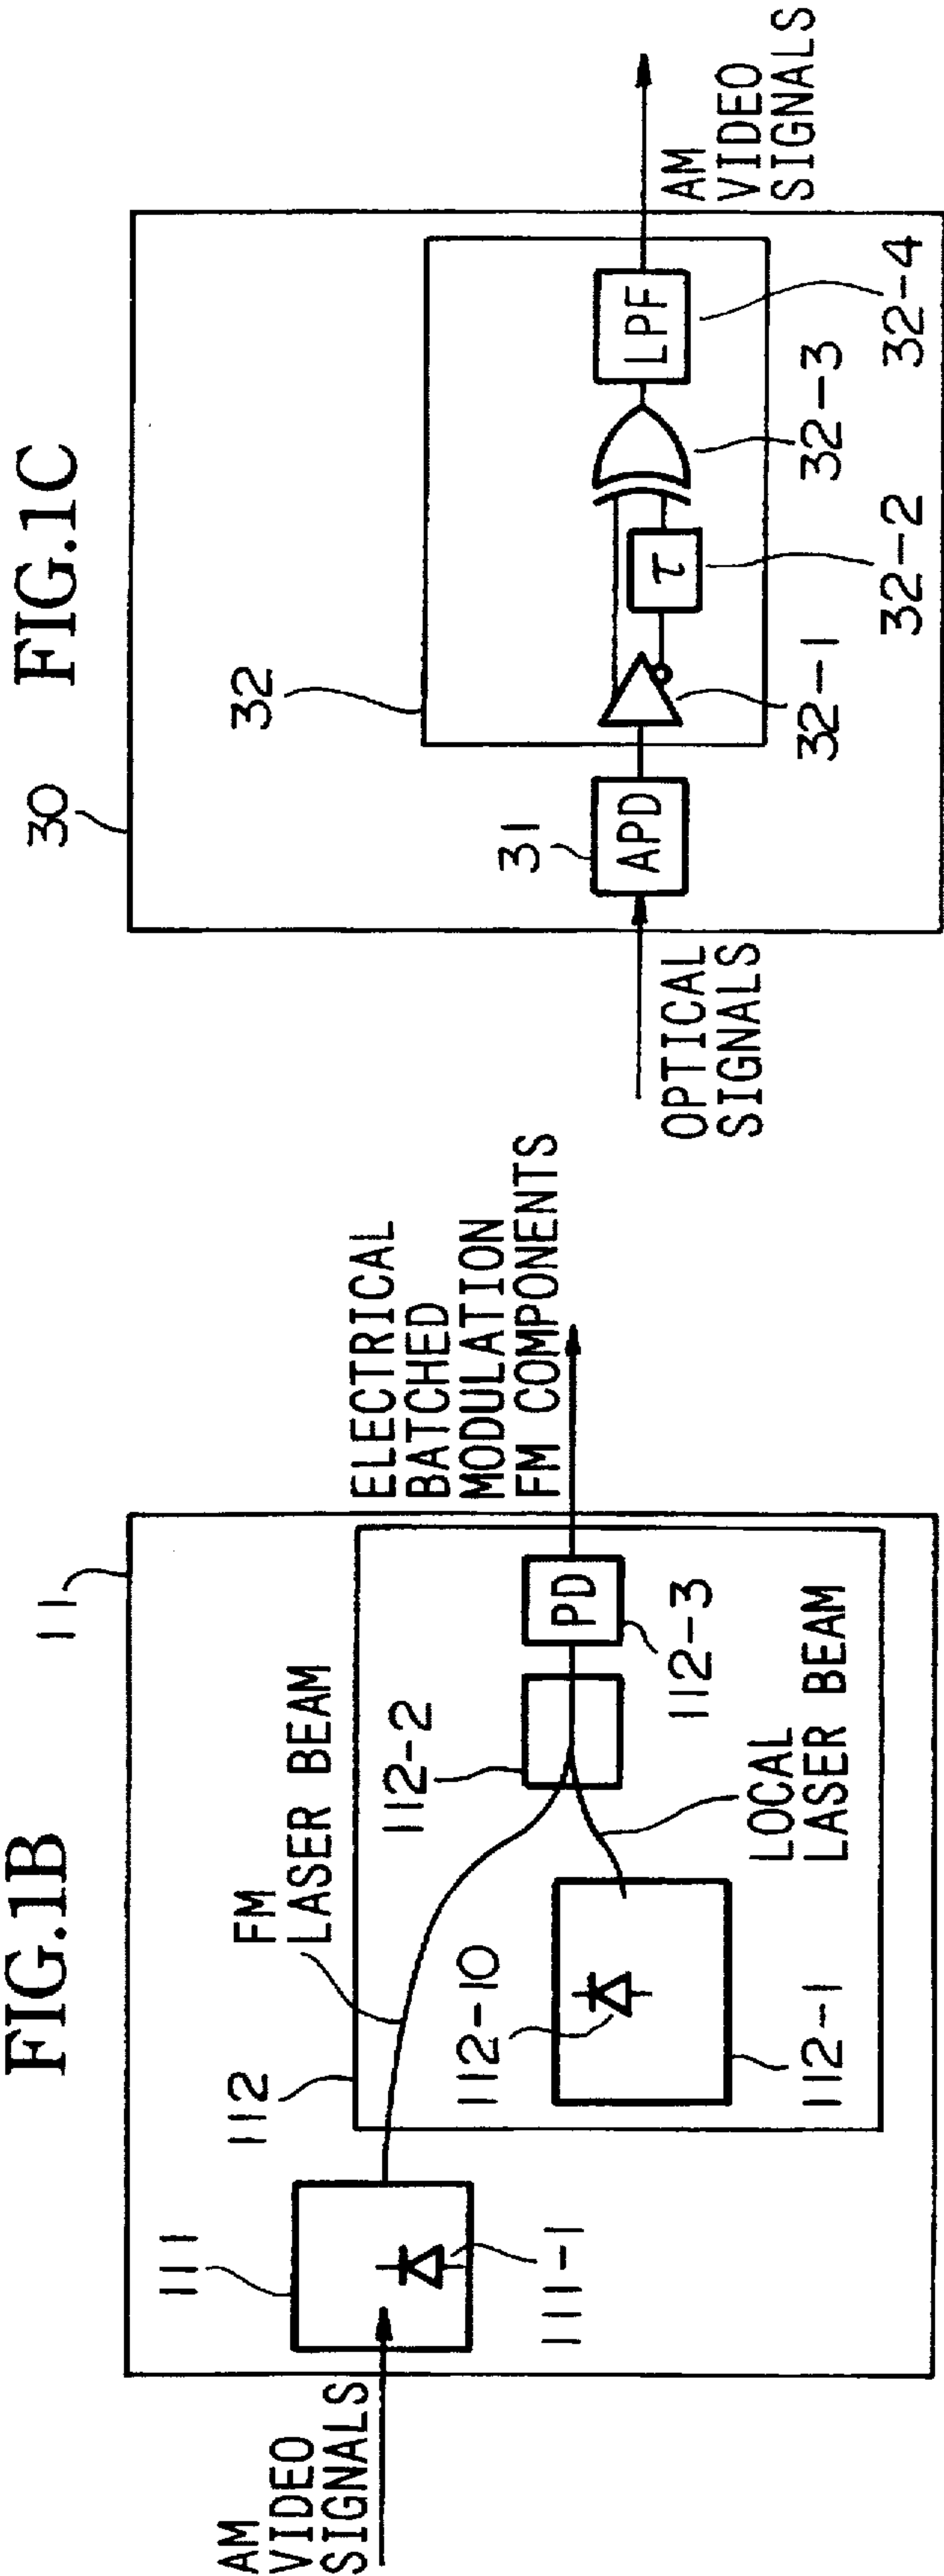 FIG.1B
11
111
111-1
AM
VIDEO
SIGNALS
112
FM
LASER BEAM
112-2
112-10
112-1
LOCAL
LASER BEAM
PD
112-3
ELECTRICAL
BATCHED
MODULATION
FM COMPONENTS
FIG.1C
30
32
31
APD
OPTICAL
SIGNALS
32-1
τ
32-2
32-3
LPF
32-4
AM
VIDEO
SIGNALS